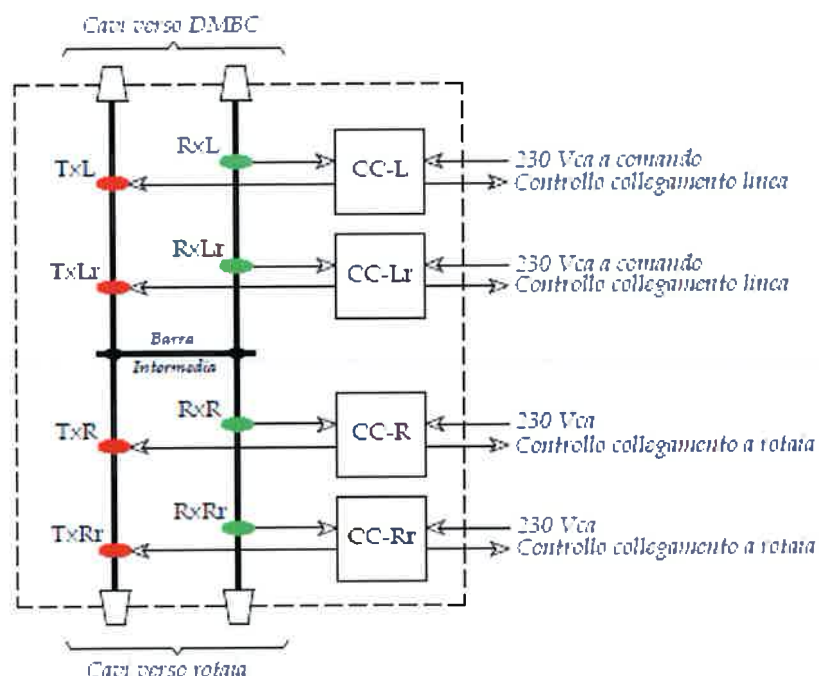 Cavi verso DMBC
RxL
TxL
CC-L
230 Vca a comando
Controllo collegamento linea
RxLr
TxLr
CC-Lr
230 Vca a comando
Controllo collegamento linea
Barra
Intermedia
RxR
TxR
CC-R
230 Vca
Controllo collegamento a rotaia
RxRr
TxRr
CC-Rr
230 Vca
Controllo collegamento a rotaia
Cavi verso rotaia